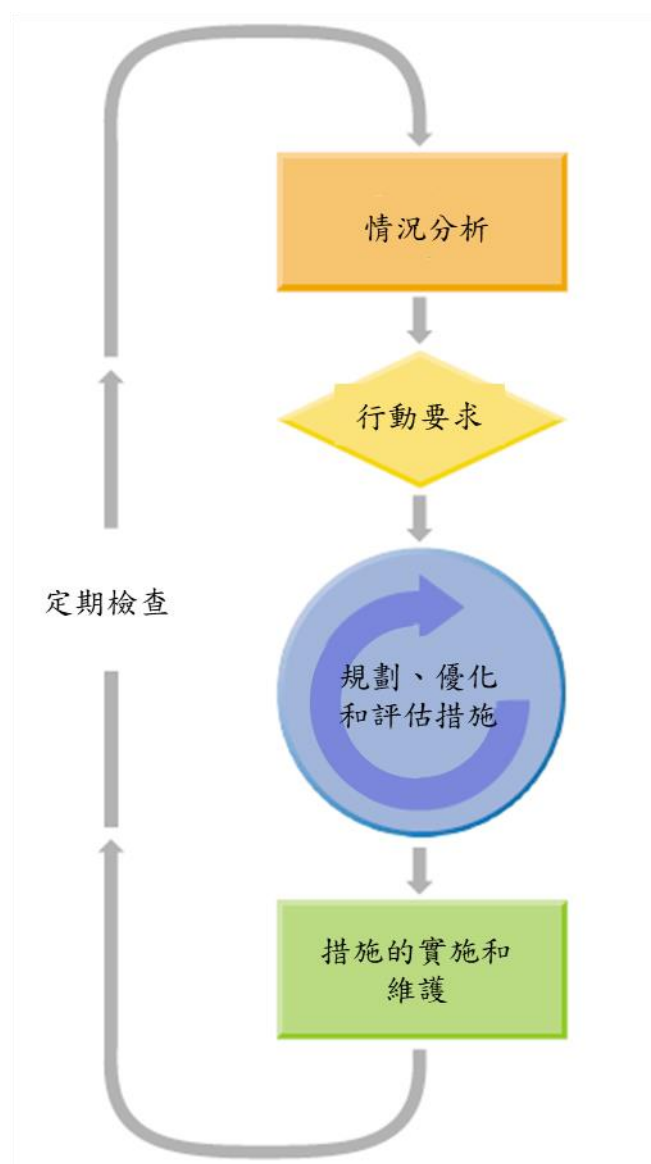 情況分析
行動要求
定期檢查
規劃、優化
和評估措施
措施的實施和
維護